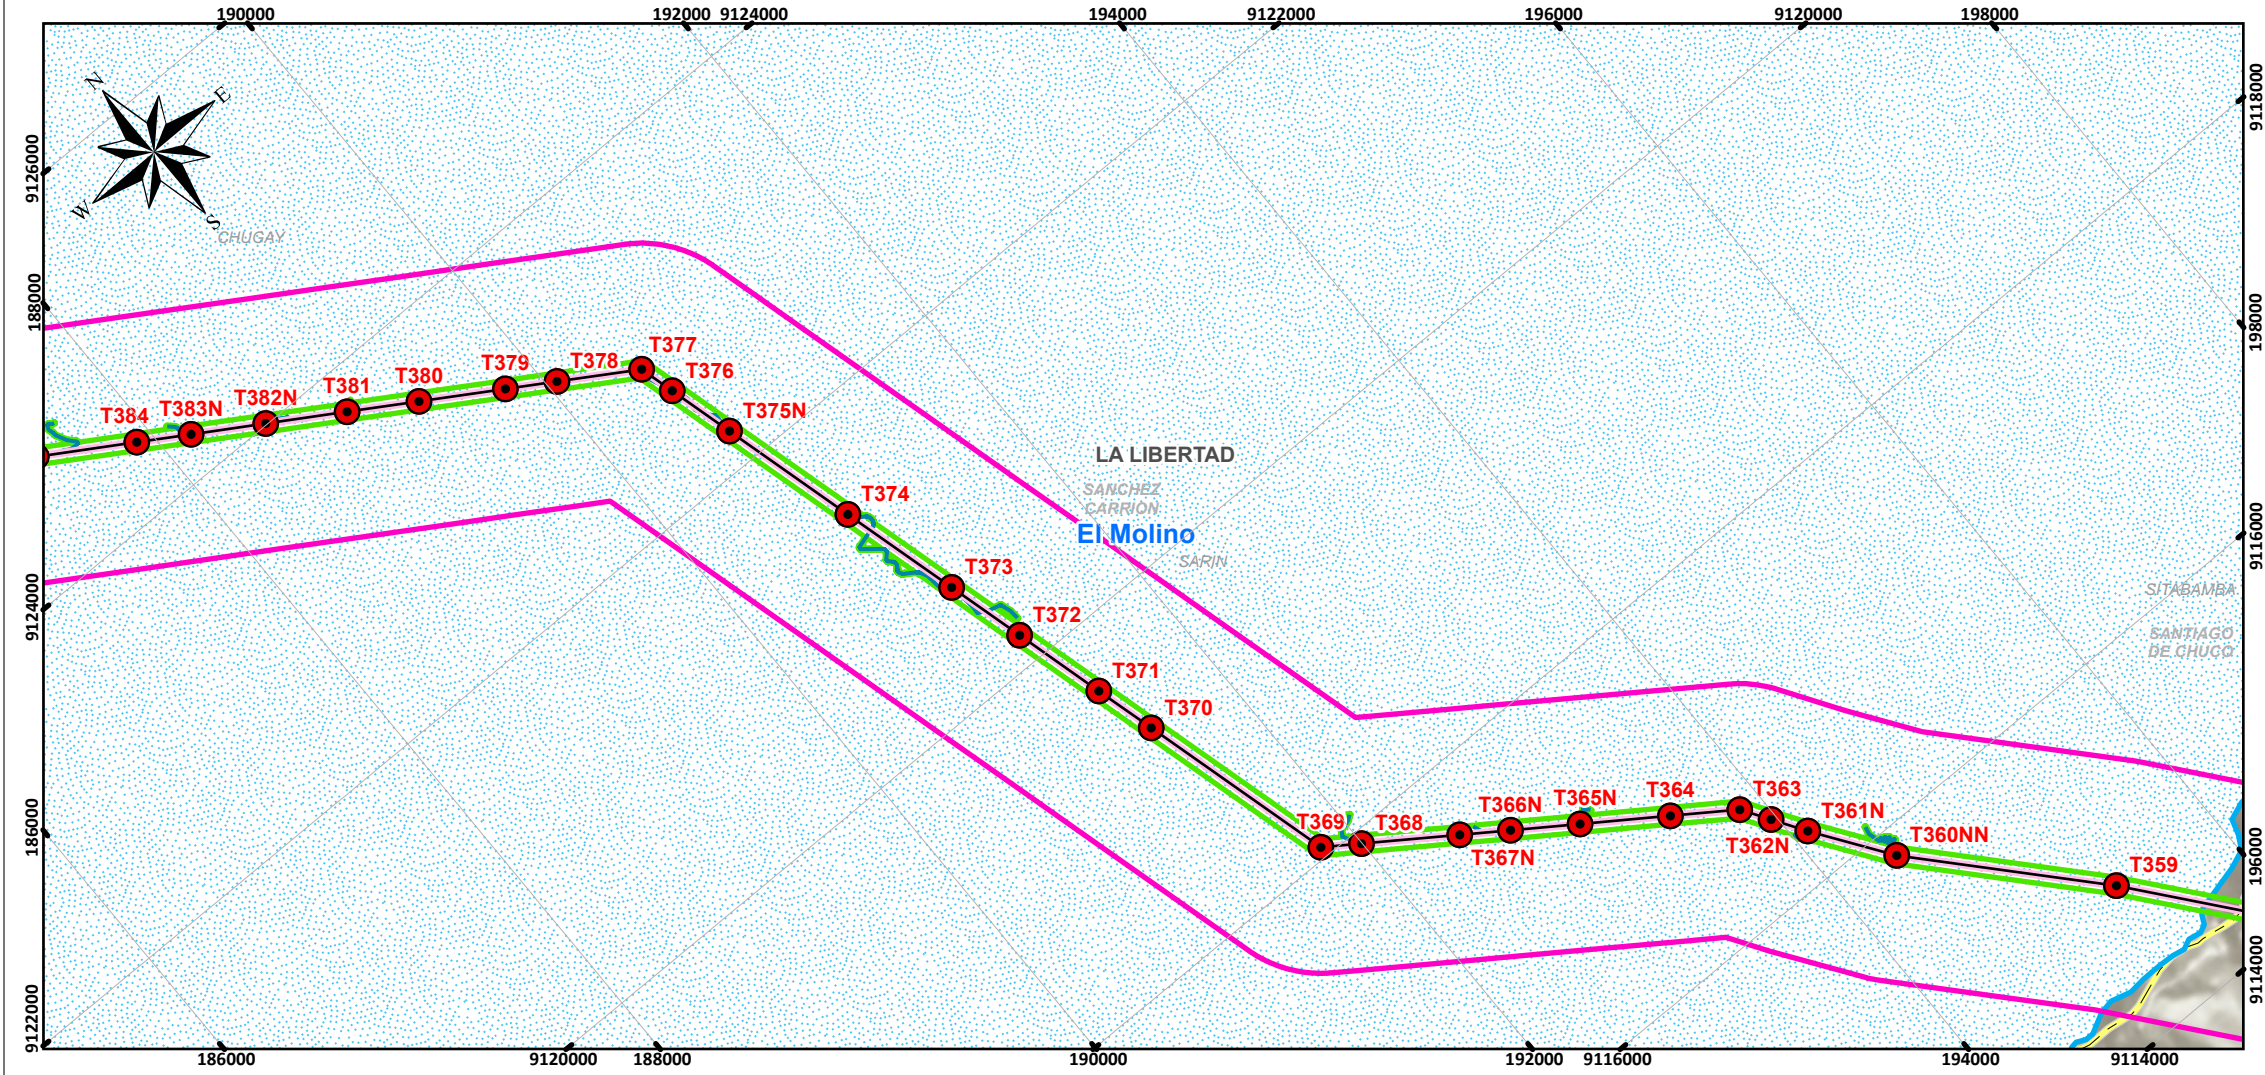 190000
192000 9124000
194000
9122000
196000
9120000
198000
9118000
N
E
W
S
9126000
CHUGAY
188000
1980000
T377
T379
T378
T376
T380
T381
T382N
T383N
T384
T375N
LA LIBERTAD
SANCHEZ
CARRION
T374
El Molino
SARIN
9116000
T373
SITABAMBA
9124000
T372
SANTIAGO
DE CHUCO
T371
T370
T364
T363
T365N
T366N
T361N
T369
T368
T360NN
T362N
T367N
186000
196000
T359
9114000
9122000
186000
9120000
188000
190000
192000
9116000
194000
9114000